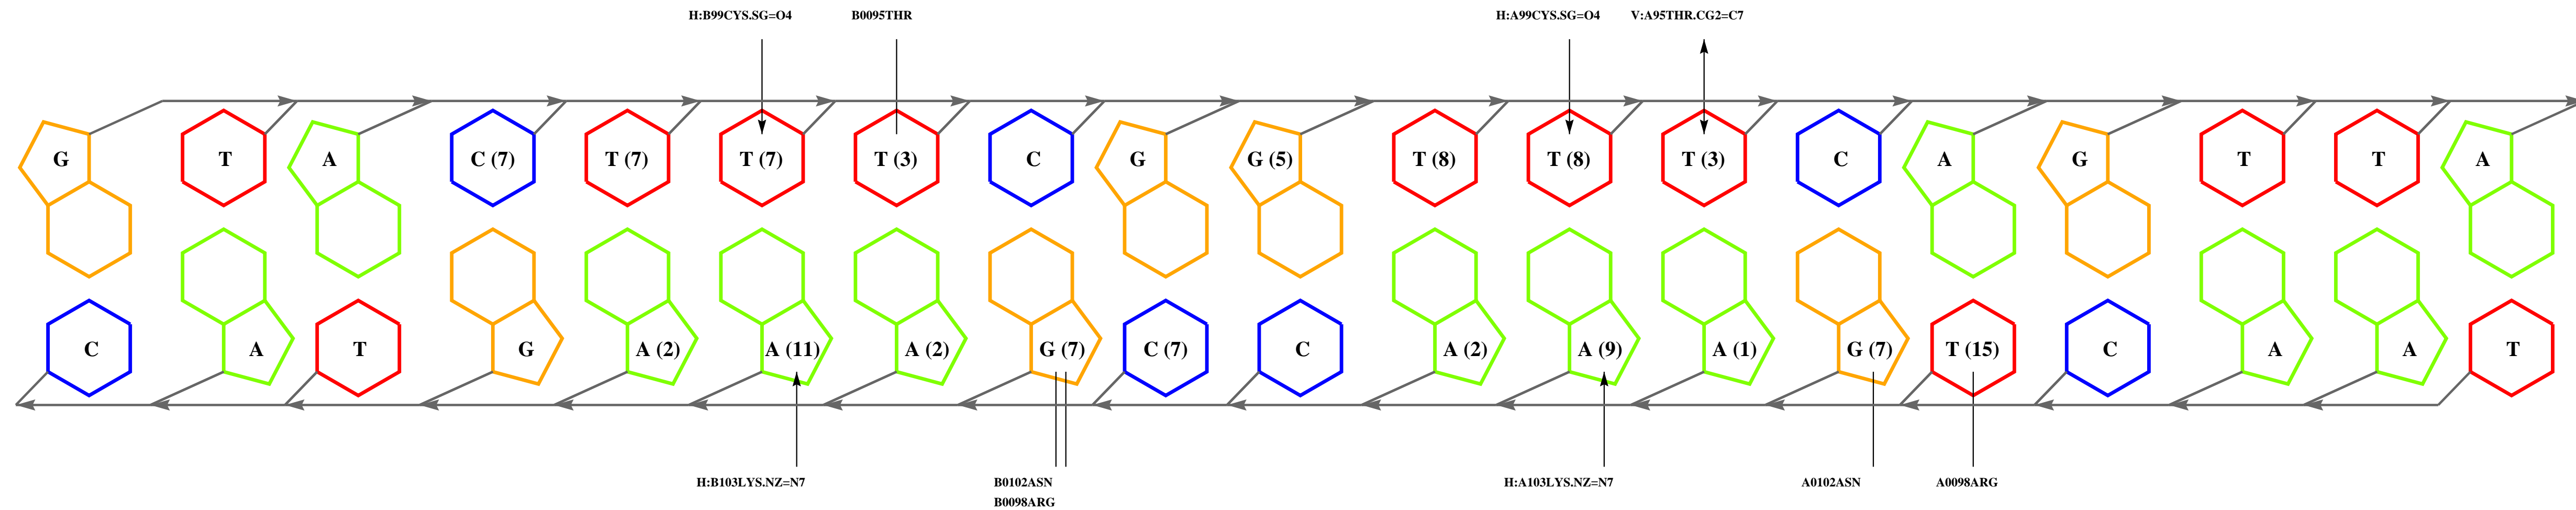 H:B99CYS.SG=O4 B0095THR H:A99CYS.SG=O4 V:A95THR.CG2=C7
G T A C (7) T (7) T (7) T (3) C G G (5) T (8) T (8) T (3) C A G T T A
C A T G A (2) A (11) A (2) G (7) C (7) C A (2) A (9) A (1) G (7) T (15) C A A T
H:B103LYS.NZ=N7 B0102ASN H:A103LYS.NZ=N7 A0102ASN A0098ARG
B0098ARG